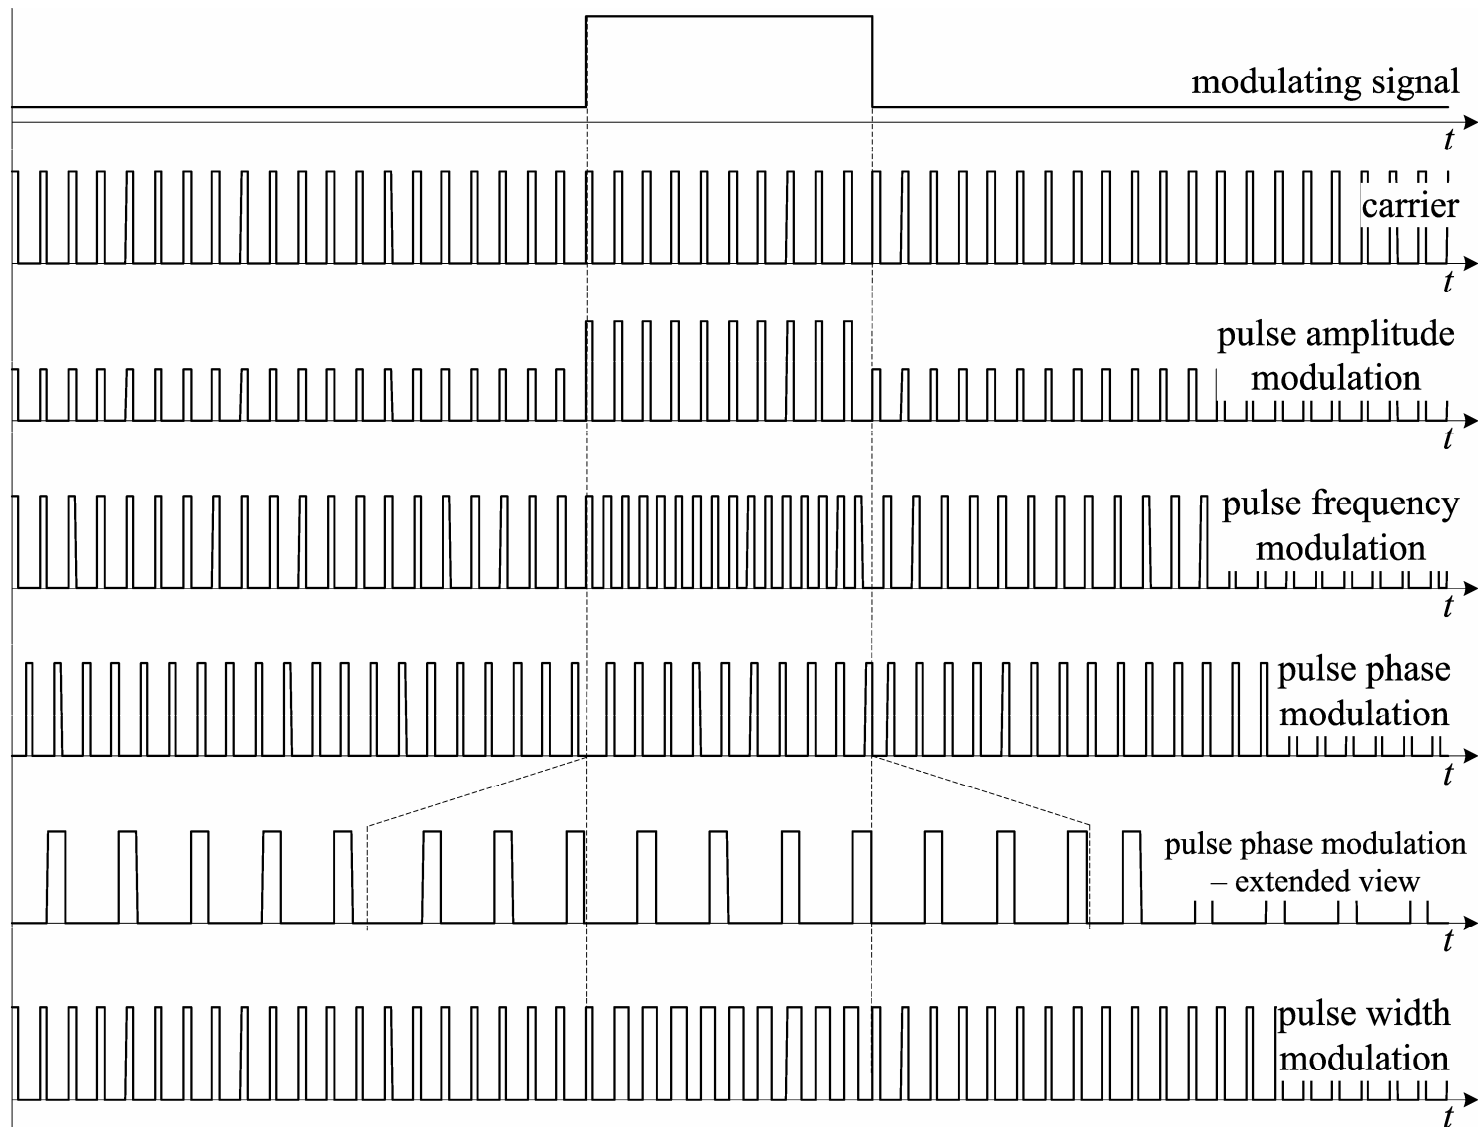 modulating signal
t
carrier
t
pulse amplitude
modulation
t
pulse frequency
modulation
t
pulse phase
modulation
t
pulse phase modulation
– extended view
t
pulse width
modulation
t